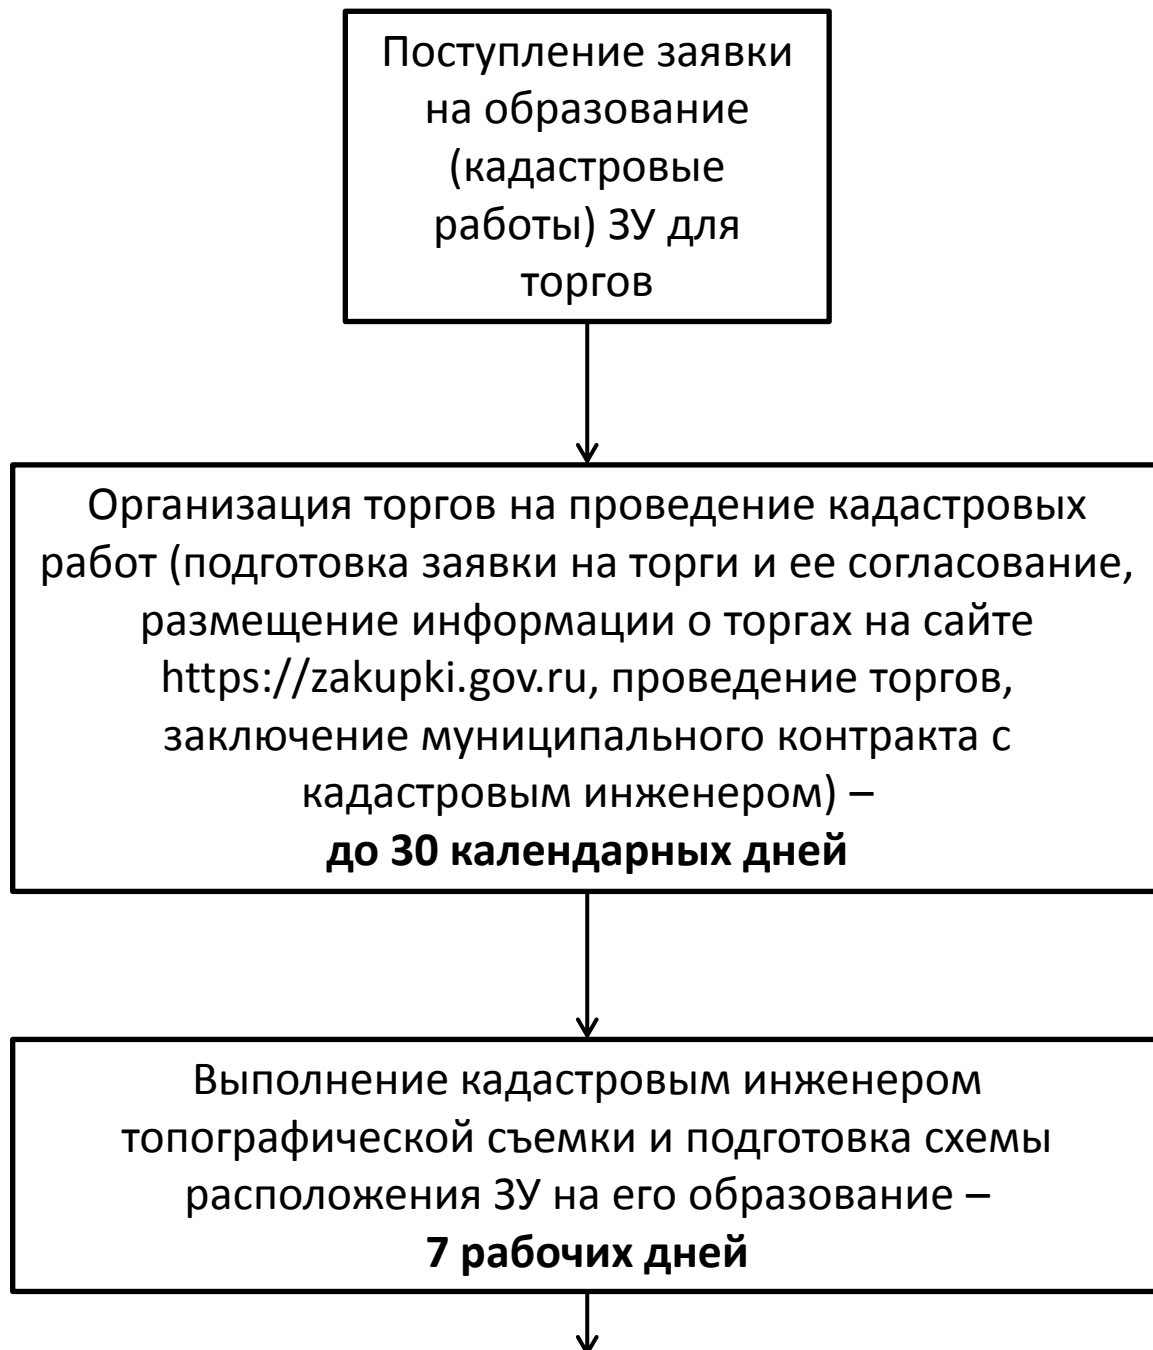 Поступление заявки
на образование
(кадастровые
работы) ЗУ для
торгов
Организация торгов на проведение кадастровых
работ (подготовка заявки на торги и ее согласование,
размещение информации о торгах на сайте
https://zakupki.gov.ru, проведение торгов,
заключение муниципального контракта с
кадастровым инженером) –
до 30 календарных дней
Выполнение кадастровым инженером
топографической съемки и подготовка схемы
расположения ЗУ на его образование –
7 рабочих дней